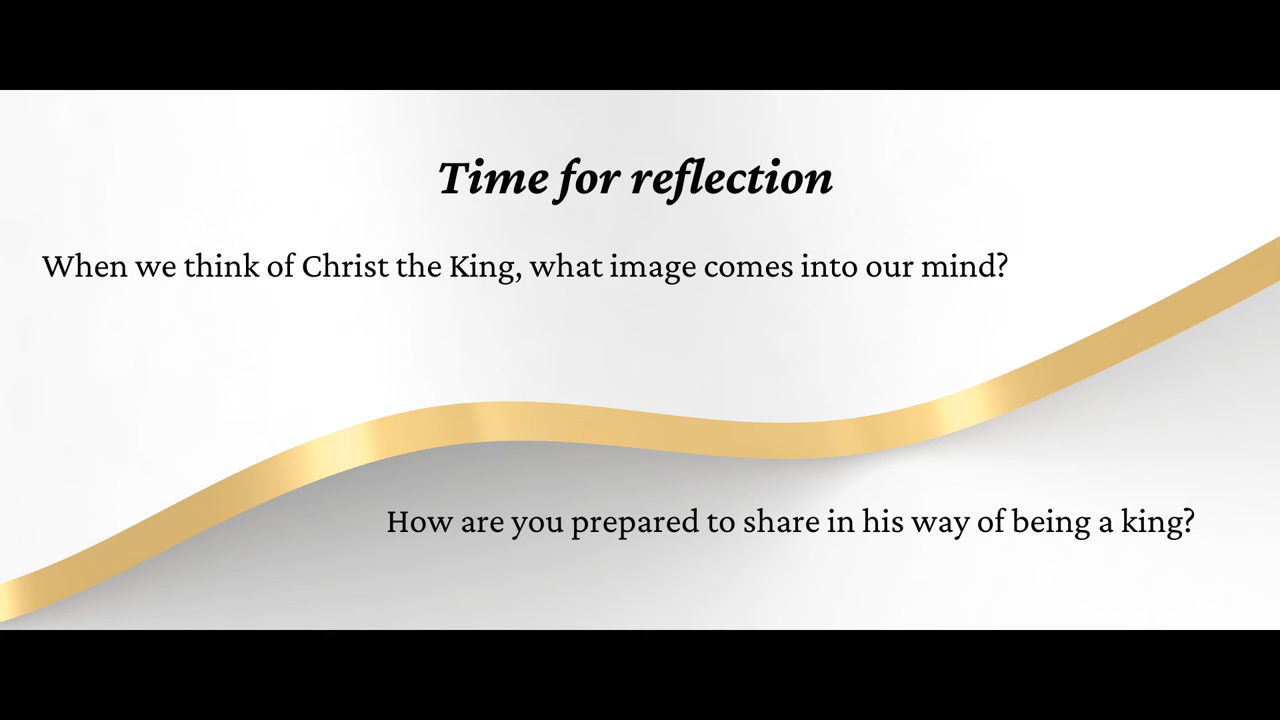 Time for reflection
When we think of Christ the King, what image comes into our mind?
How are you prepared to share in his way of being a king?